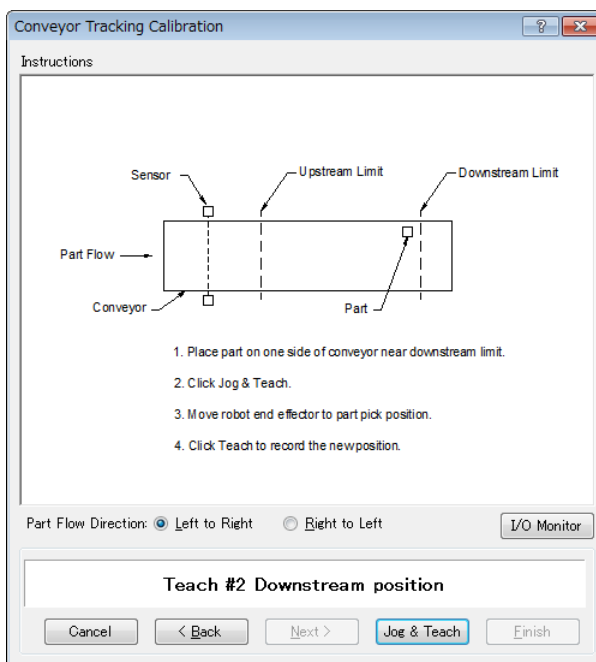 Conveyor Tracking Calibration
Instructions
Sensor
Upstream Limit
Downstream Limit
Part Flow
Conveyor
Part
1. Place part on one side of conveyor near downstream limit.
2. Click Jog & Teach.
3. Move robot end effector to part pick position.
4. Click Teach to record the new position.
Part Flow Direction: Left to Right Right to Left I/O Monitor
Teach #2 Downstream position
Cancel < Back Next > Jog & Teach Finish